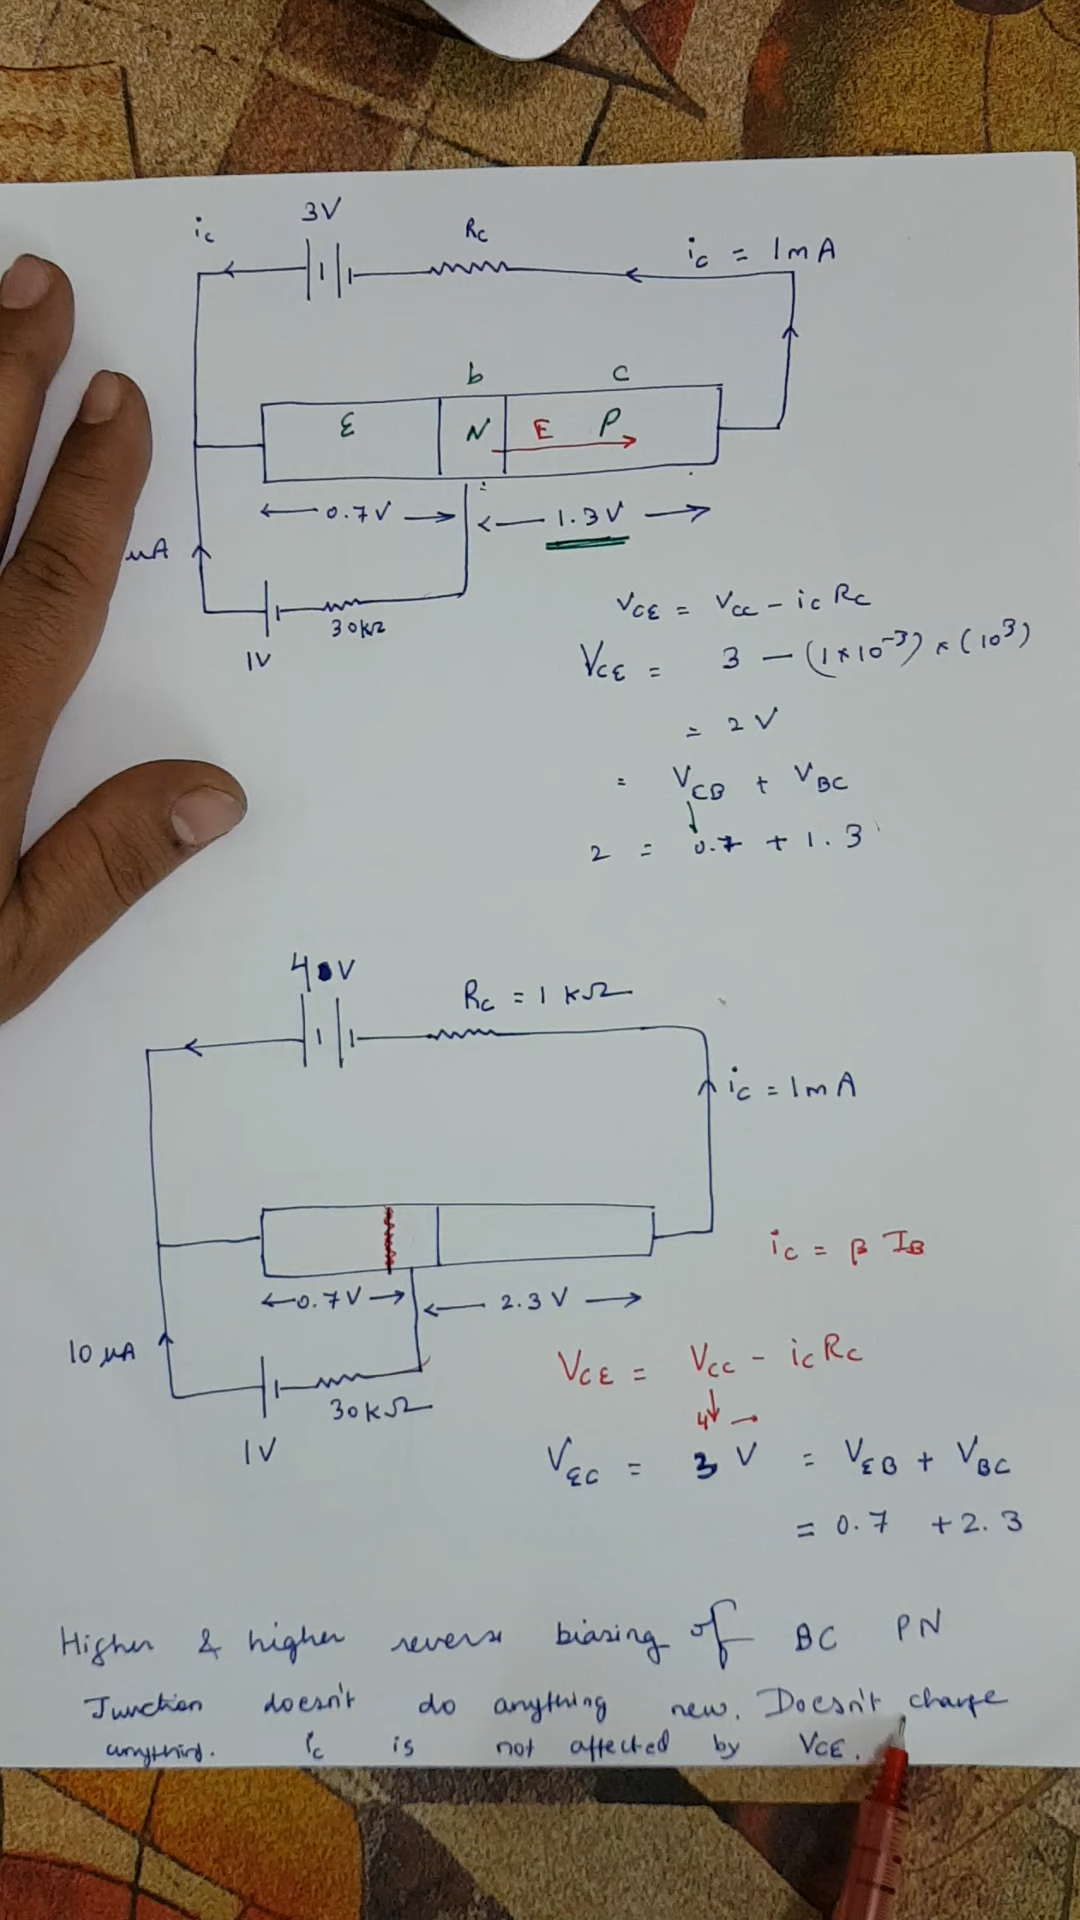 3V
ic
Rc
ic = 1mA
b
c
ε
N
E
P
0.7V
1.3V
μA
30kΩ
1V
VCE = Vcc - ic Rc
VCE = 3 - (1×10⁻³) × (10³)
= 2V
= VCB + VBC
2 = 0.7 + 1.3
40V
Rc = 1 kΩ
ic = 1mA
ic = β IB
0.7V
2.3V
10 μA
30kΩ
1V
VCE = Vcc - ic Rc
4
VEC = 3V = VEB + VBC
= 0.7 + 2.3
Higher & higher reverse biasing of BC PN
Junction doesn't do anything new. Doesn't change
anything. ic is not affected by VCE.